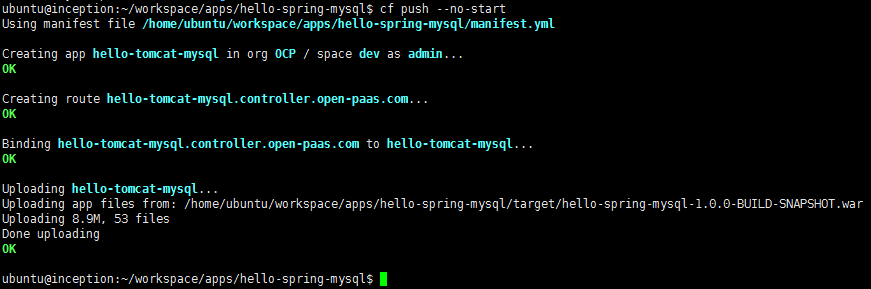 ubuntu@inception:~/workspace/apps/hello-spring-mysql$ cf push --no-start
Using manifest file /home/ubuntu/workspace/apps/hello-spring-mysql/manifest.yml
Creating app hello-tomcat-mysql in org OCP / space dev as admin...
OK
Creating route hello-tomcat-mysql.controller.open-paas.com...
OK
Binding hello-tomcat-mysql.controller.open-paas.com to hello-tomcat-mysql...
OK
Uploading hello-tomcat-mysql...
Uploading app files from: /home/ubuntu/workspace/apps/hello-spring-mysql/target/hello-spring-mysql-1.0.0-BUILD-SNAPSHOT.war
Uploading 8.9M, 53 files
Done uploading
OK
ubuntu@inception:~/workspace/apps/hello-spring-mysql$